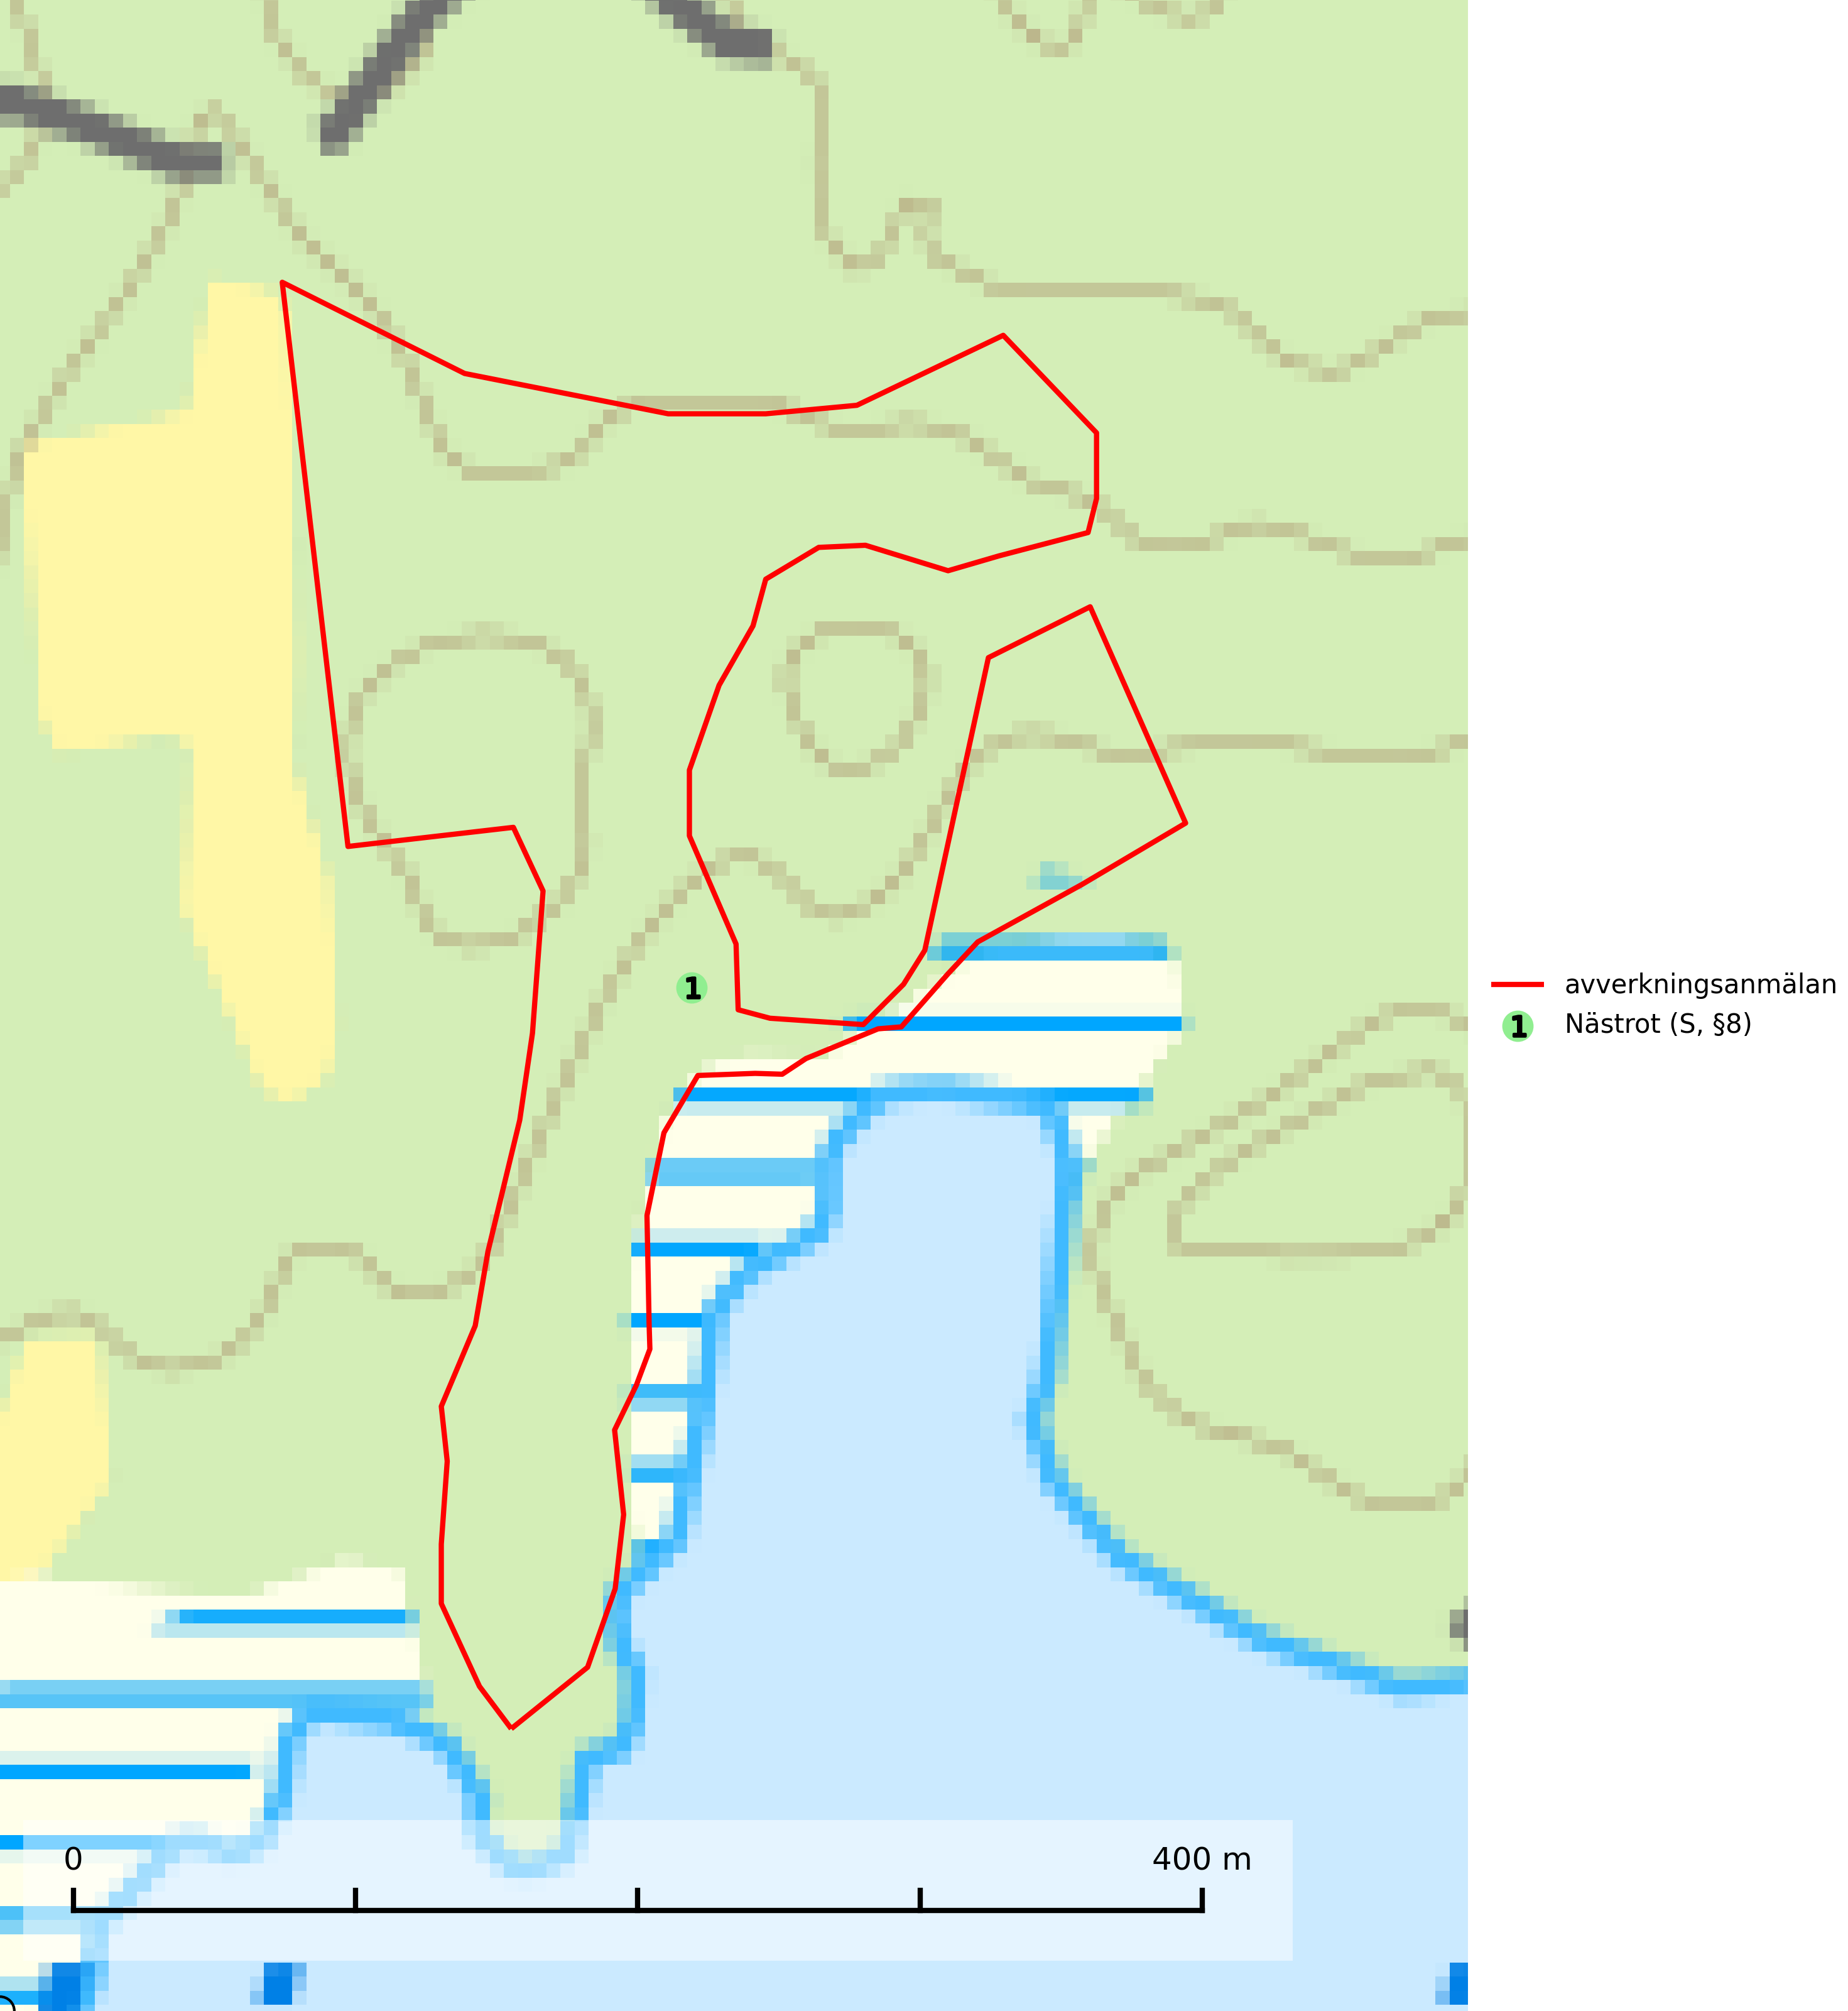 1
avverkningsanmälan
1 Nästrot (S, §8)
0 400 m